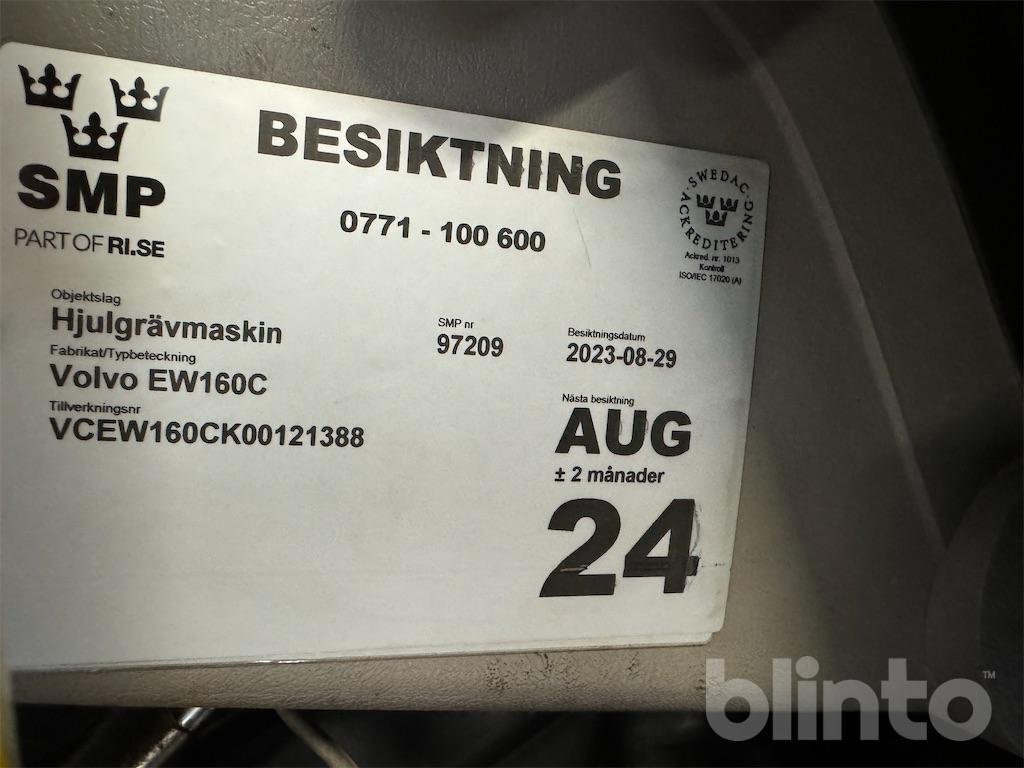 BESIKTNING
0771 - 100 600
SMP
PART OF RI.SE
SWEDAC ACKREDITERING
Ackred. nr. 1013
Kontroll
ISO/IEC 17020 (A)
Objektslag
Hjulgrävmaskin
Fabrikat/Typbeteckning
Volvo EW160C
Tillverkningsnr
VCEW160CK00121388
SMP nr
97209
Besiktningsdatum
2023-08-29
Nästa besiktning
AUG
± 2 månader
24
blinto™